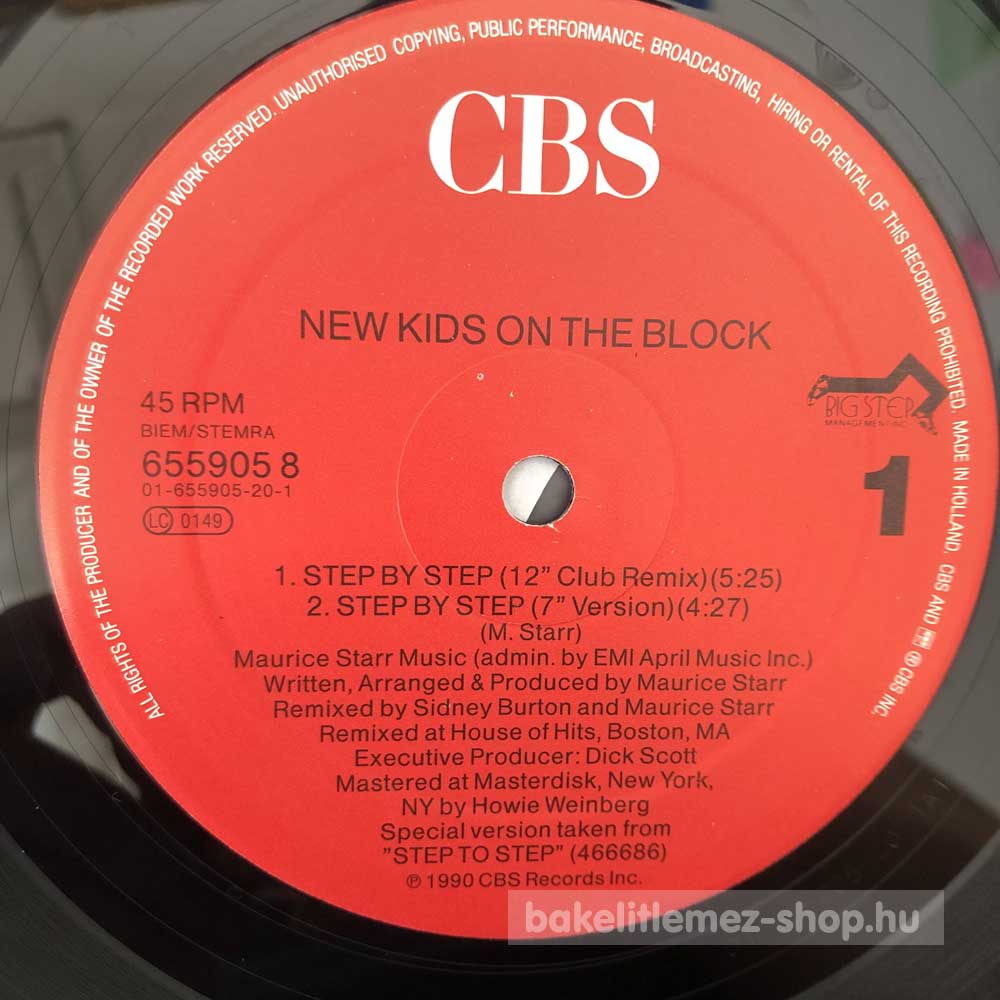 ALL RIGHTS OF THE PRODUCER AND OF THE OWNER OF THE RECORDED WORK RESERVED. UNAUTHORISED COPYING, PUBLIC PERFORMANCE, BROADCASTING, HIRING OR RENTAL OF THIS RECORDING PROHIBITED. MADE IN HOLLAND. CBS AND ℗ CBS INC.
CBS
NEW KIDS ON THE BLOCK
45 RPM
BIEM/STEMRA
655905 8
01-655905-20-1
LC 0149
BIG STEP
MANAGEMENT INC.
1
1. STEP BY STEP (12” Club Remix)(5:25)
2. STEP BY STEP (7” Version)(4:27)
(M. Starr)
Maurice Starr Music (admin. by EMI April Music Inc.)
Written, Arranged & Produced by Maurice Starr
Remixed by Sidney Burton and Maurice Starr
Remixed at House of Hits, Boston, MA
Executive Producer: Dick Scott
Mastered at Masterdisk, New York,
NY by Howie Weinberg
Special version taken from
”STEP TO STEP” (466686)
℗ 1990 CBS Records Inc.
bakelitlemez-shop.hu